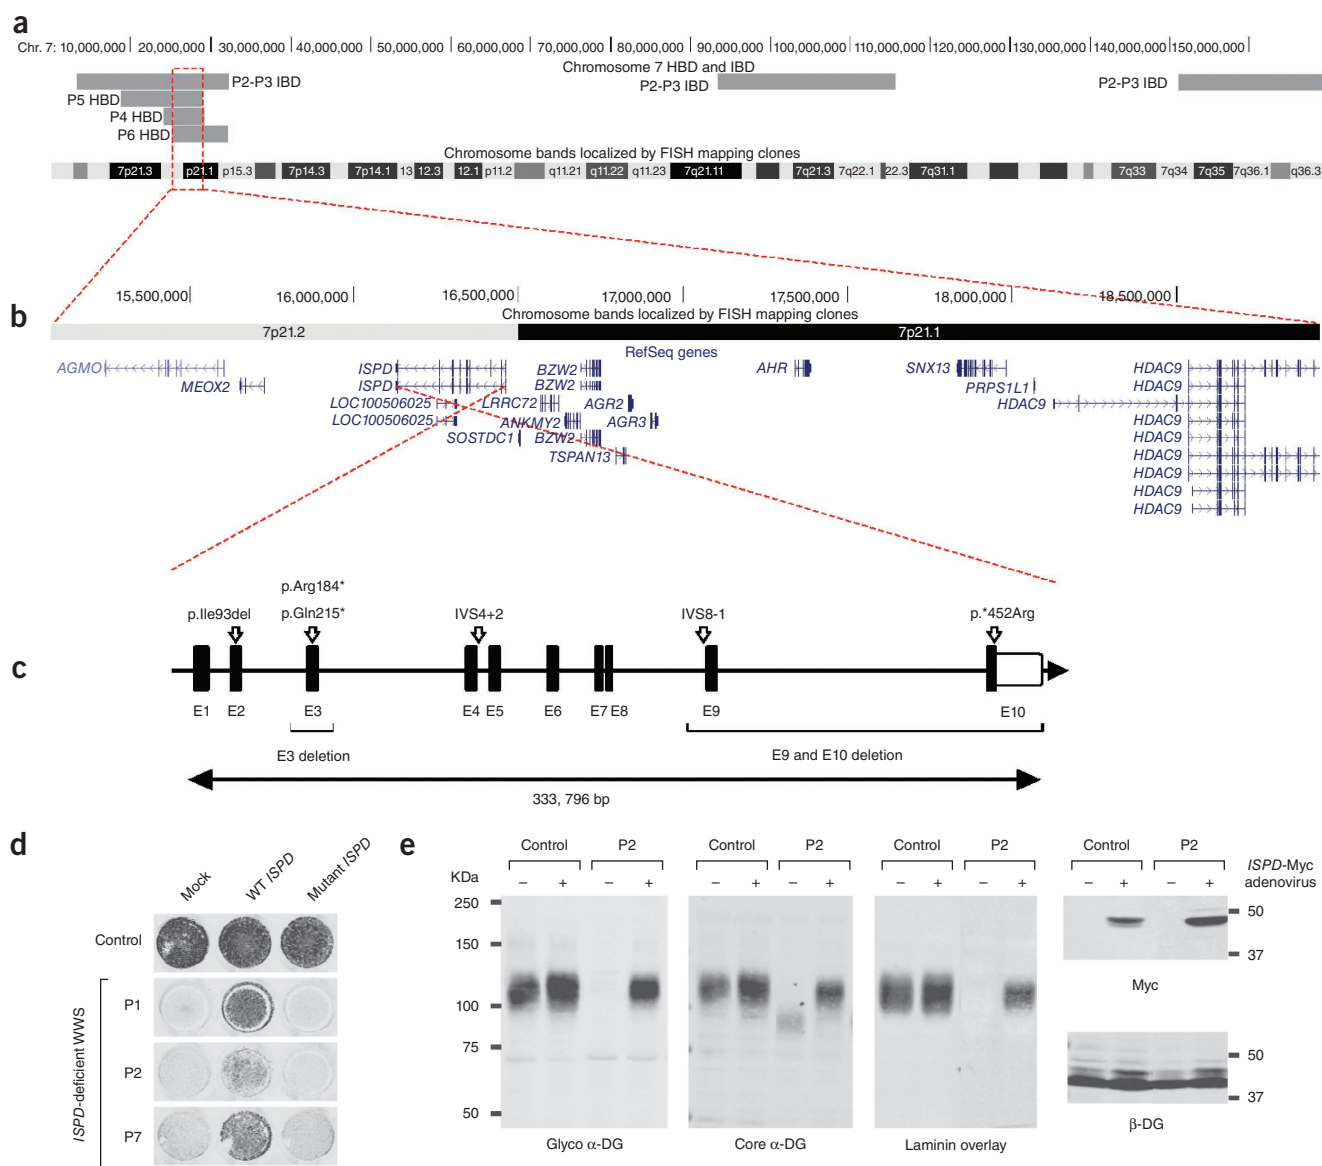 a
Chr. 7: 10,000,000 20,000,000 30,000,000 40,000,000 50,000,000 60,000,000 70,000,000 80,000,000 90,000,000 100,000,000 110,000,000 120,000,000 130,000,000 140,000,000 150,000,000
Chromosome 7 HBD and IBD
P2-P3 IBD P2-P3 IBD P2-P3 IBD
P5 HBD
P4 HBD
P6 HBD
Chromosome bands localized by FISH mapping clones
7p21.3 p21.1 p15.3 7p14.3 7p14.1 13 12.3 12.1 p11.2 q11.21 q11.22 q11.23 7q21.11 7q21.3 7q22.1 22.3 7q31.1 7q33 7q34 7q35 7q36.1 q36.3
b
15,500,000 16,000,000 16,500,000 17,000,000 17,500,000 18,000,000 18,500,000
Chromosome bands localized by FISH mapping clones
7p21.2 7p21.1
RefSeq genes
AGMO ISPD BZW2 AHR SNX13 HDAC9
MEOX2 ISPD BZW2 PRPS1L1 HDAC9
LOC100506025 LRRC72 AGR2 HDAC9
LOC100506025 ANKMY2 AGR3 HDAC9
SOSTDC1 BZW2 HDAC9
TSPAN13 HDAC9
HDAC9
HDAC9
HDAC9
c
p.Arg184*
p.Ile93del p.Gln215* IVS4+2 IVS8-1 p.*452Arg
E1 E2 E3 E4 E5 E6 E7 E8 E9 E10
E3 deletion E9 and E10 deletion
333, 796 bp
d
Mock WT ISPD Mutant ISPD
Control
ISPD-deficient WWS
P1
P2
P7
e
Control P2 Control P2 Control P2 Control P2
KDa − + − + − + − + − + − + − + − + ISPD-Myc adenovirus
250
150
100
75
50
50
37
Myc
50
37
β-DG
Glyco α-DG Core α-DG Laminin overlay